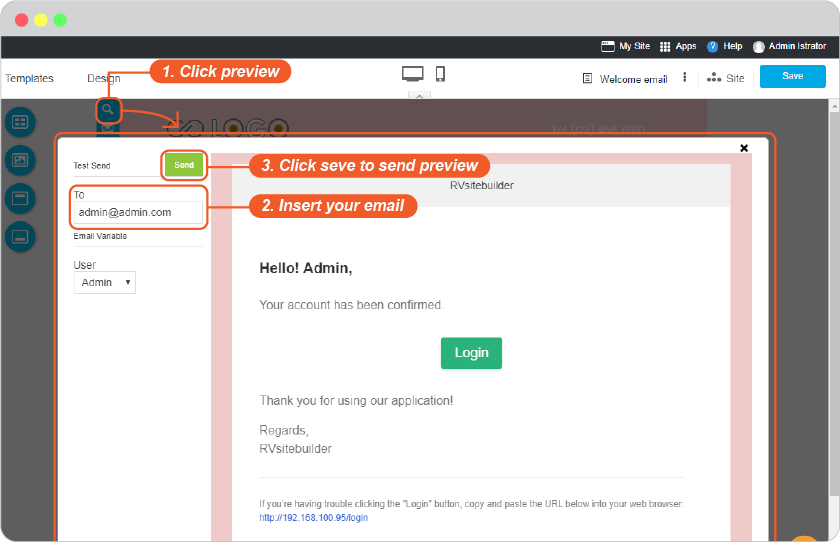 My Site Apps ? Help Admin Istrator
Templates Design Welcome email Site Save
1. Click preview
LOGO
Test Send Send
3. Click seve to send preview
To
admin@admin.com
2. Insert your email
Email Variable
User
Admin
RVsitebuilder
Hello! Admin,
Your account has been confirmed.
Login
Thank you for using our application!
Regards,
RVsitebuilder
If you're having trouble clicking the "Login" button, copy and paste the URL below into your web browser:
http://192.168.100.95/login